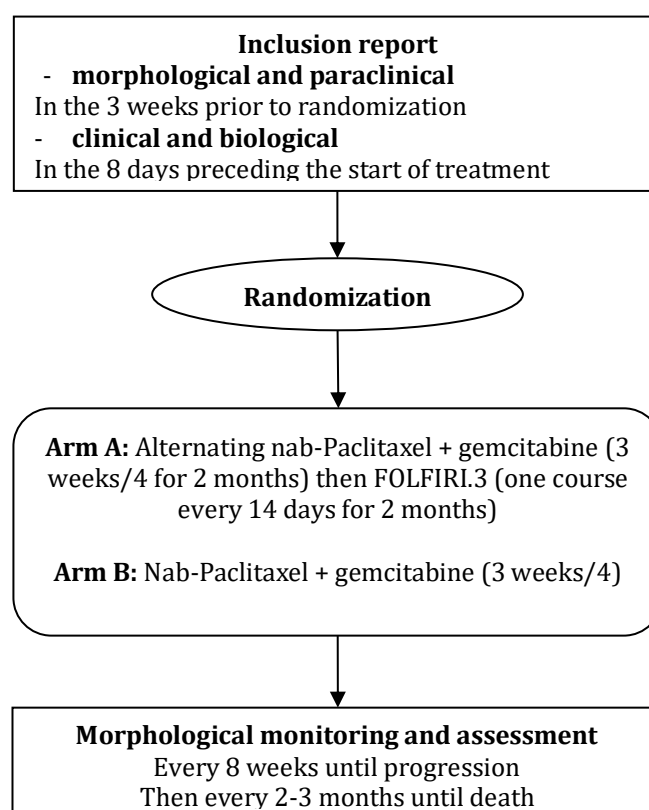 Inclusion report
- morphological and paraclinical
In the 3 weeks prior to randomization
- clinical and biological
In the 8 days preceding the start of treatment
Randomization
Arm A: Alternating nab-Paclitaxel + gemcitabine (3
weeks/4 for 2 months) then FOLFIRI.3 (one course
every 14 days for 2 months)
Arm B: Nab-Paclitaxel + gemcitabine (3 weeks/4)
Morphological monitoring and assessment
Every 8 weeks until progression
Then every 2-3 months until death